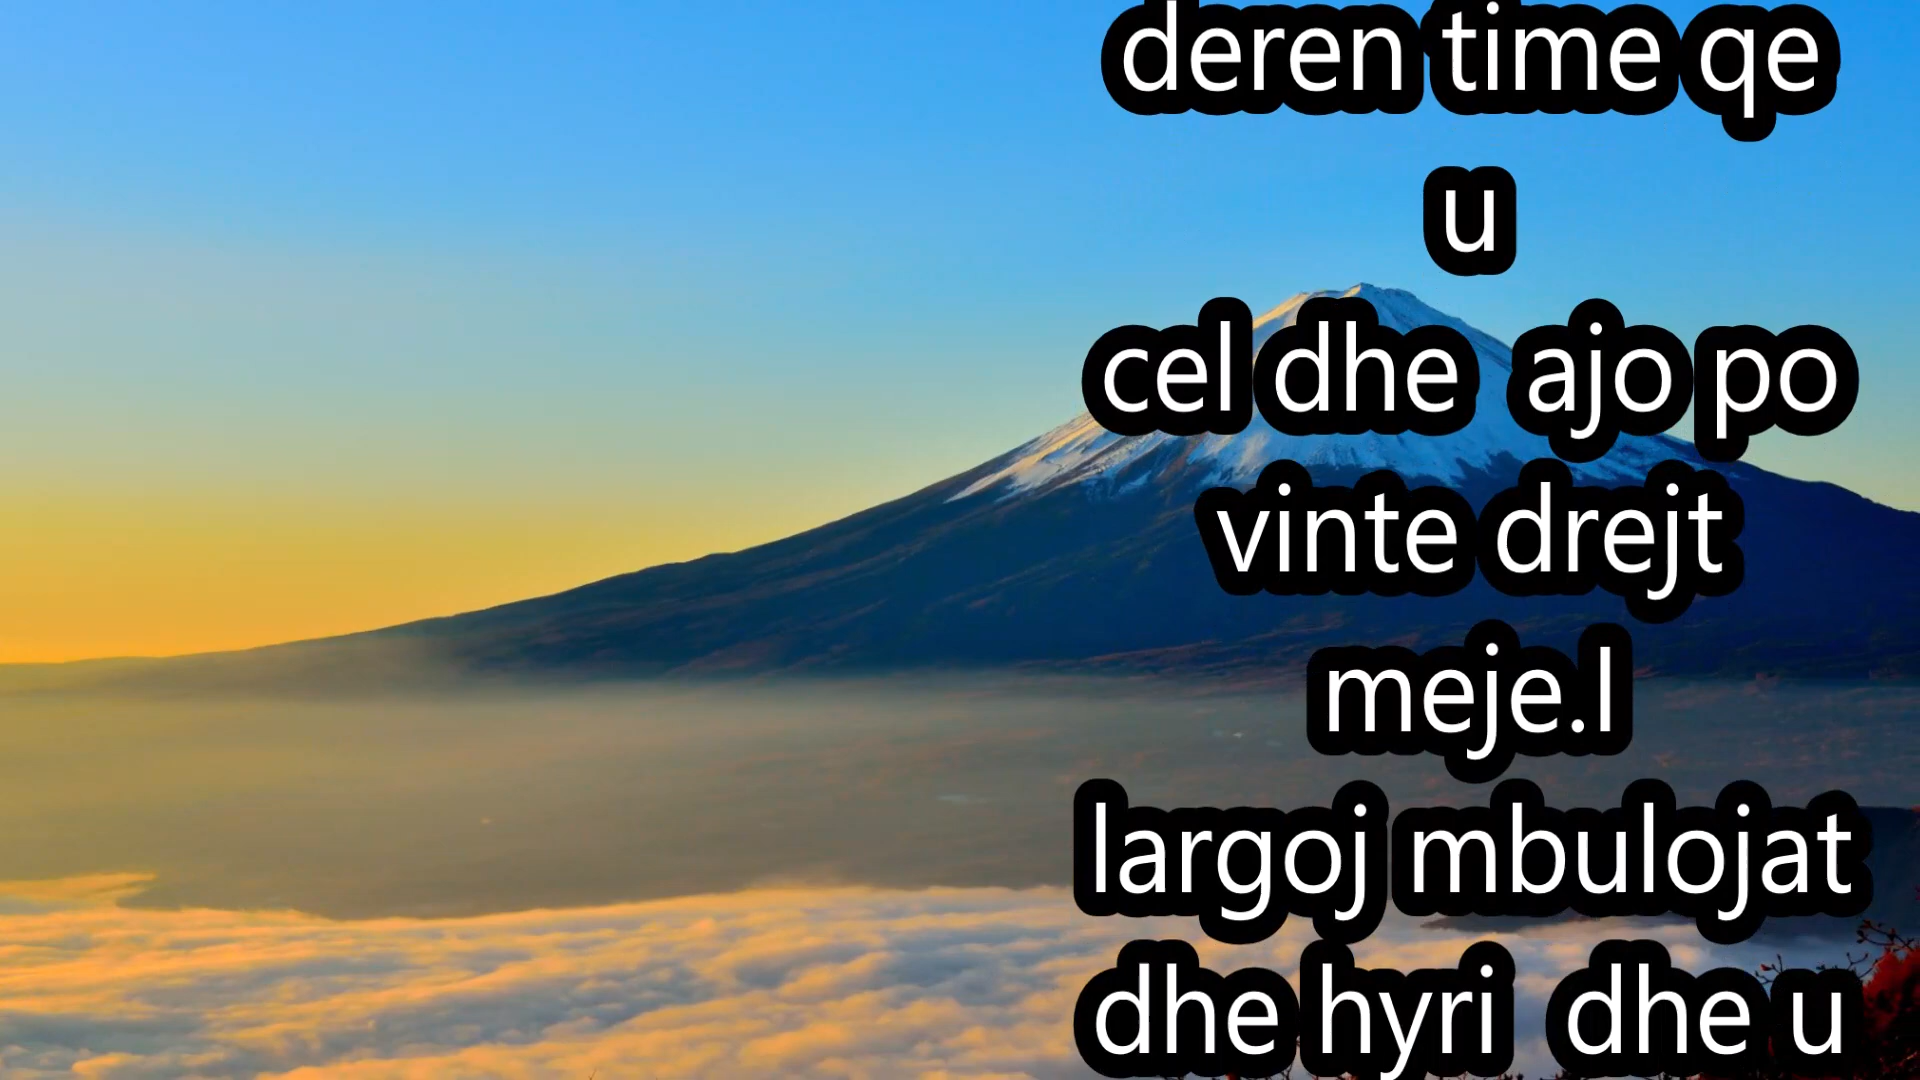 deren time qe
u
cel dhe  ajo po
vinte drejt
meje.I
largoj mbulojat
dhe hyri  dhe u